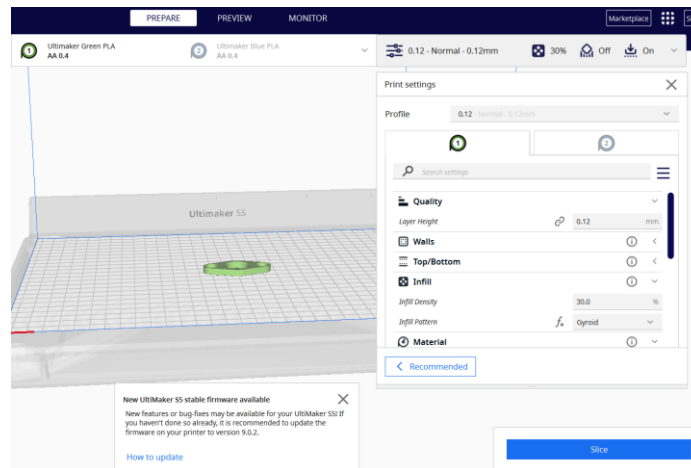 PREPARE PREVIEW MONITOR Marketplace
1 Ultimaker Green PLA
AA 0.4
2 Ultimaker Blue PLA
AA 0.4
0.12 - Normal - 0.12mm 30% Off On
Print settings
Profile 0.12 Normal - 0.12mm
1 2
Search settings
Quality
Layer Height 0.12 mm
Walls
Top/Bottom
Infill
Infill Density 30.0 %
Infill Pattern Gyroid
Material
Recommended
Ultimaker S5
New UltiMaker S5 stable firmware available
New features or bug-fixes may be available for your UltiMaker S5! If
you haven't done so already, it is recommended to update the
firmware on your printer to version 9.0.2.
How to update
Slice